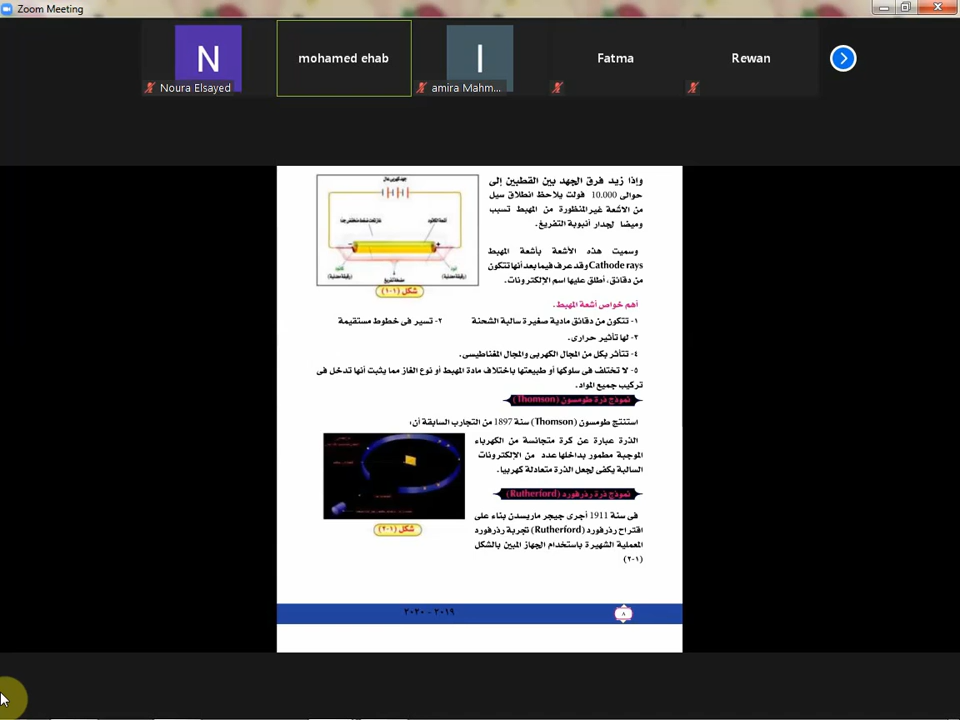 Zoom Meeting
N
Noura Elsayed
mohamed ehab
I
amira Mahm...
Fatma
Rewan
وإذا زيد فرق الجهد بين القطبين إلى
حوالى 10.000 فولت يلاحظ انطلاق سيل
من الأشعة غير المنظورة من المهبط تسبب
وميضا لجدار أنبوبة التفريغ.
وسميت هذه الأشعة بأشعة المهبط
Cathode rays وقد عرف فيما بعد أنها تتكون
من دقائق، أطلق عليها اسم الإلكترونات.
شكل (١-١)
أهم خواص أشعة المهبط.
١- تتكون من دقائق مادية صغيرة سالبة الشحنة ٢- تسير فى خطوط مستقيمة
٣- لها تأثير حرارى.
٤- تتأثر بكل من المجال الكهربى والمجال المغناطيسى.
٥- لا تختلف فى سلوكها أو طبيعتها باختلاف مادة المهبط أو نوع الغاز مما يثبت أنها تدخل فى
تركيب جميع المواد.
نموذج ذرة طومسون (Thomson)
استنتج طومسون (Thomson) سنة 1897 من التجارب السابقة أن:
الذرة عبارة عن كرة متجانسة من الكهرباء
الموجبة مطمور بداخلها عدد من الإلكترونات
السالبة يكفى لجعل الذرة متعادلة كهربيا.
نموذج ذرة رذرفورد (Rutherford)
فى سنة 1911 أجرى جيجر ماريسدن بناء على
اقتراح رذرفورد (Rutherford) تجربة رذرفورد
المعملية الشهيرة باستخدام الجهاز المبين بالشكل
(١-٢)
شكل (١-٢)
٨
٢٠١٩ - ٢٠٢٠